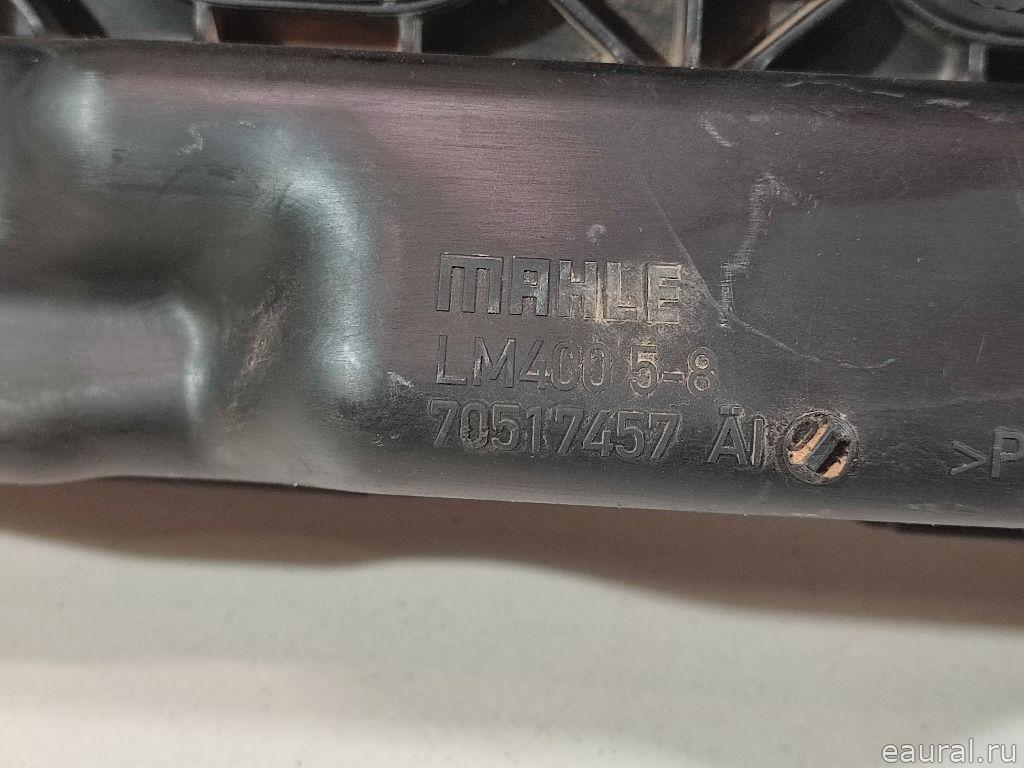 MAHLE
LM400 5-8
70517457 ÄI
>P
eaural.ru